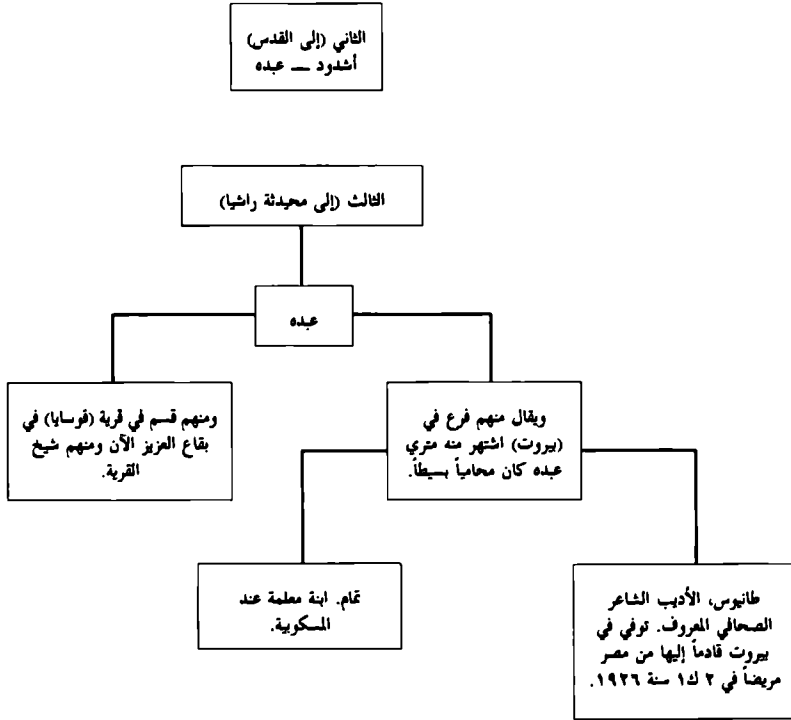 الثاني (إلى القدس)
أشدود — عبده
الثالث (إلى محيدثة راشيا)
عبده
ويقال منهم فرع في
(بيروت) اشتهر منه متري
عبده كان محامياً بسيطاً.
ومنهم قسم في قرية (قوسايا) في
بقاع العزيز الآن ومنهم شيخ
القرية.
تمام. ابنة معلمة عند
المسكوبية.
طانيوس، الأديب الشاعر
الصحافي المعروف. توفي في
بيروت قادماً إليها من مصر
مريضاً في ٢ ك١ سنة ١٩٢٦.